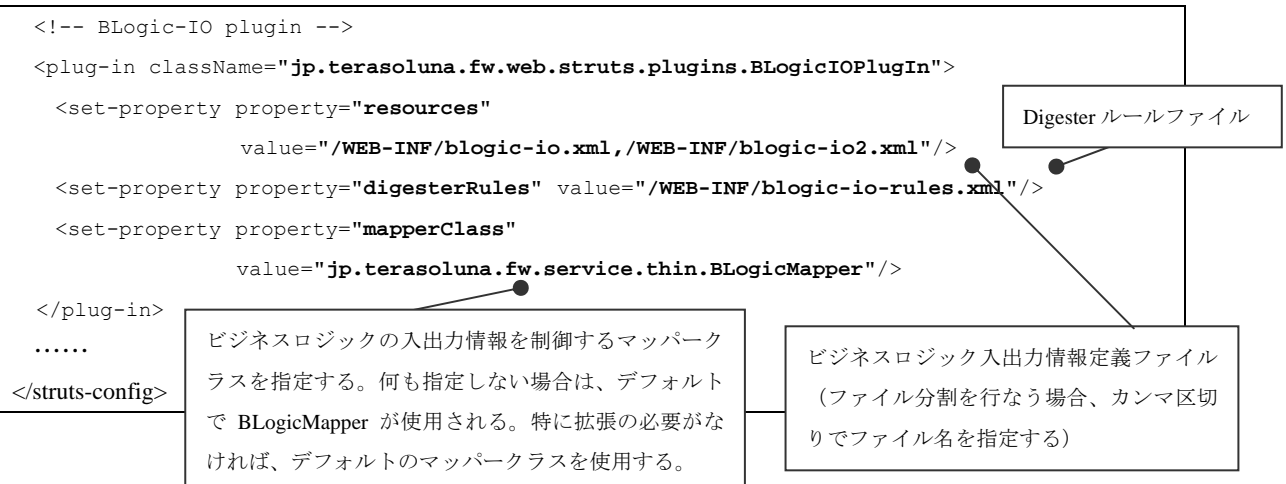 <!-- BLogic-IO plugin -->
<plug-in className="jp.terasoluna.fw.web.struts.plugins.BLogicIOPlugIn">
<set-property property="resources"
value="/WEB-INF/blogic-io.xml,/WEB-INF/blogic-io2.xml"/>
<set-property property="digesterRules" value="/WEB-INF/blogic-io-rules.xml"/>
<set-property property="mapperClass"
value="jp.terasoluna.fw.service.thin.BLogicMapper"/>
</plug-in>
……
</struts-config>
Digester ルールファイル
ビジネスロジックの入出力情報を制御するマッパーク
ラスを指定する。何も指定しない場合は、デフォルト
で BLogicMapper が使用される。特に拡張の必要がな
ければ、デフォルトのマッパークラスを使用する。
ビジネスロジック入出力情報定義ファイル
（ファイル分割を行なう場合、カンマ区切
りでファイル名を指定する）